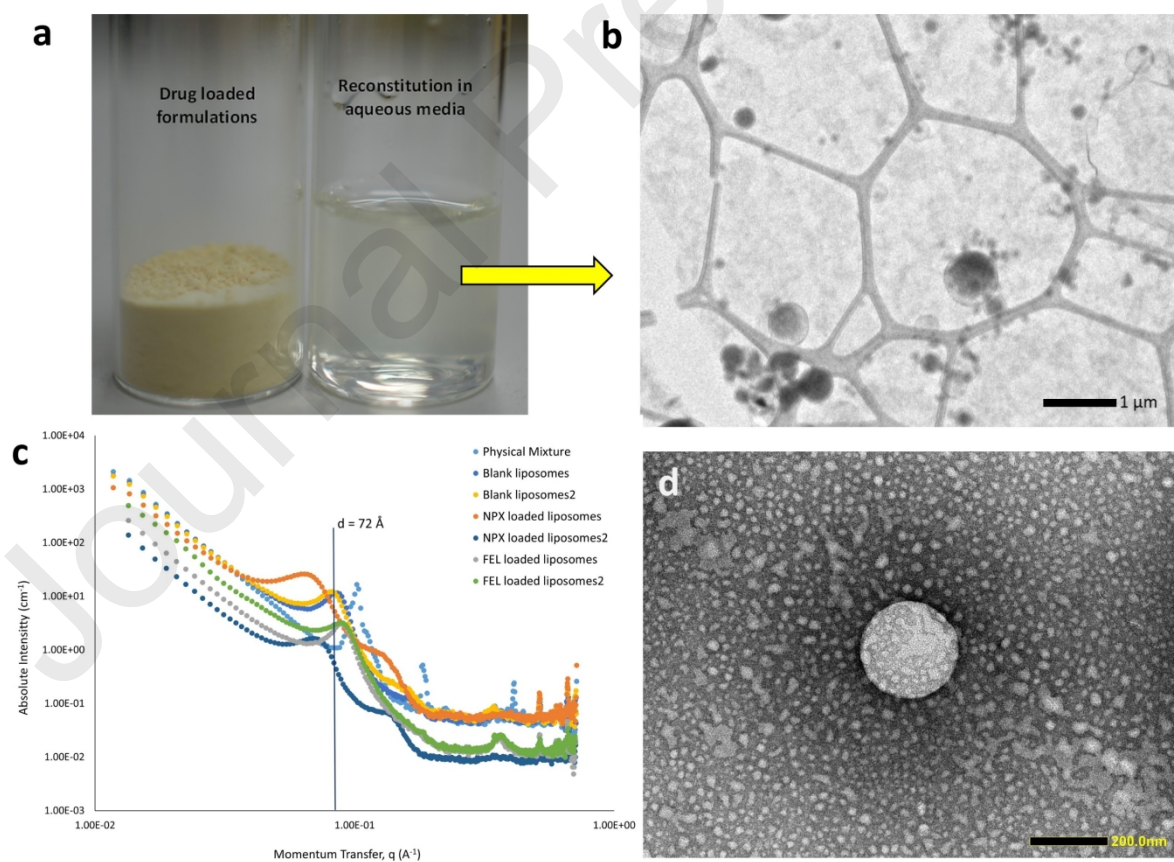 a
Drug loaded
formulations
Reconstitution in
aqueous media
b
1 µm
c
1.00E+04
1.00E+03
1.00E+02
1.00E+01
1.00E+00
1.00E-01
1.00E-02
1.00E-03
Absolute Intensitty (cm⁻¹)
Physical Mixture
Blank liposomes
Blank liposomes2
NPX loaded liposomes
NPX loaded liposomes2
FEL loaded liposomes
FEL loaded liposomes2
d = 72 Å
1.00E-02
1.00E-01
1.00E+00
Momentum Transfer, q (A⁻¹)
d
200.0nm
Journal Pre